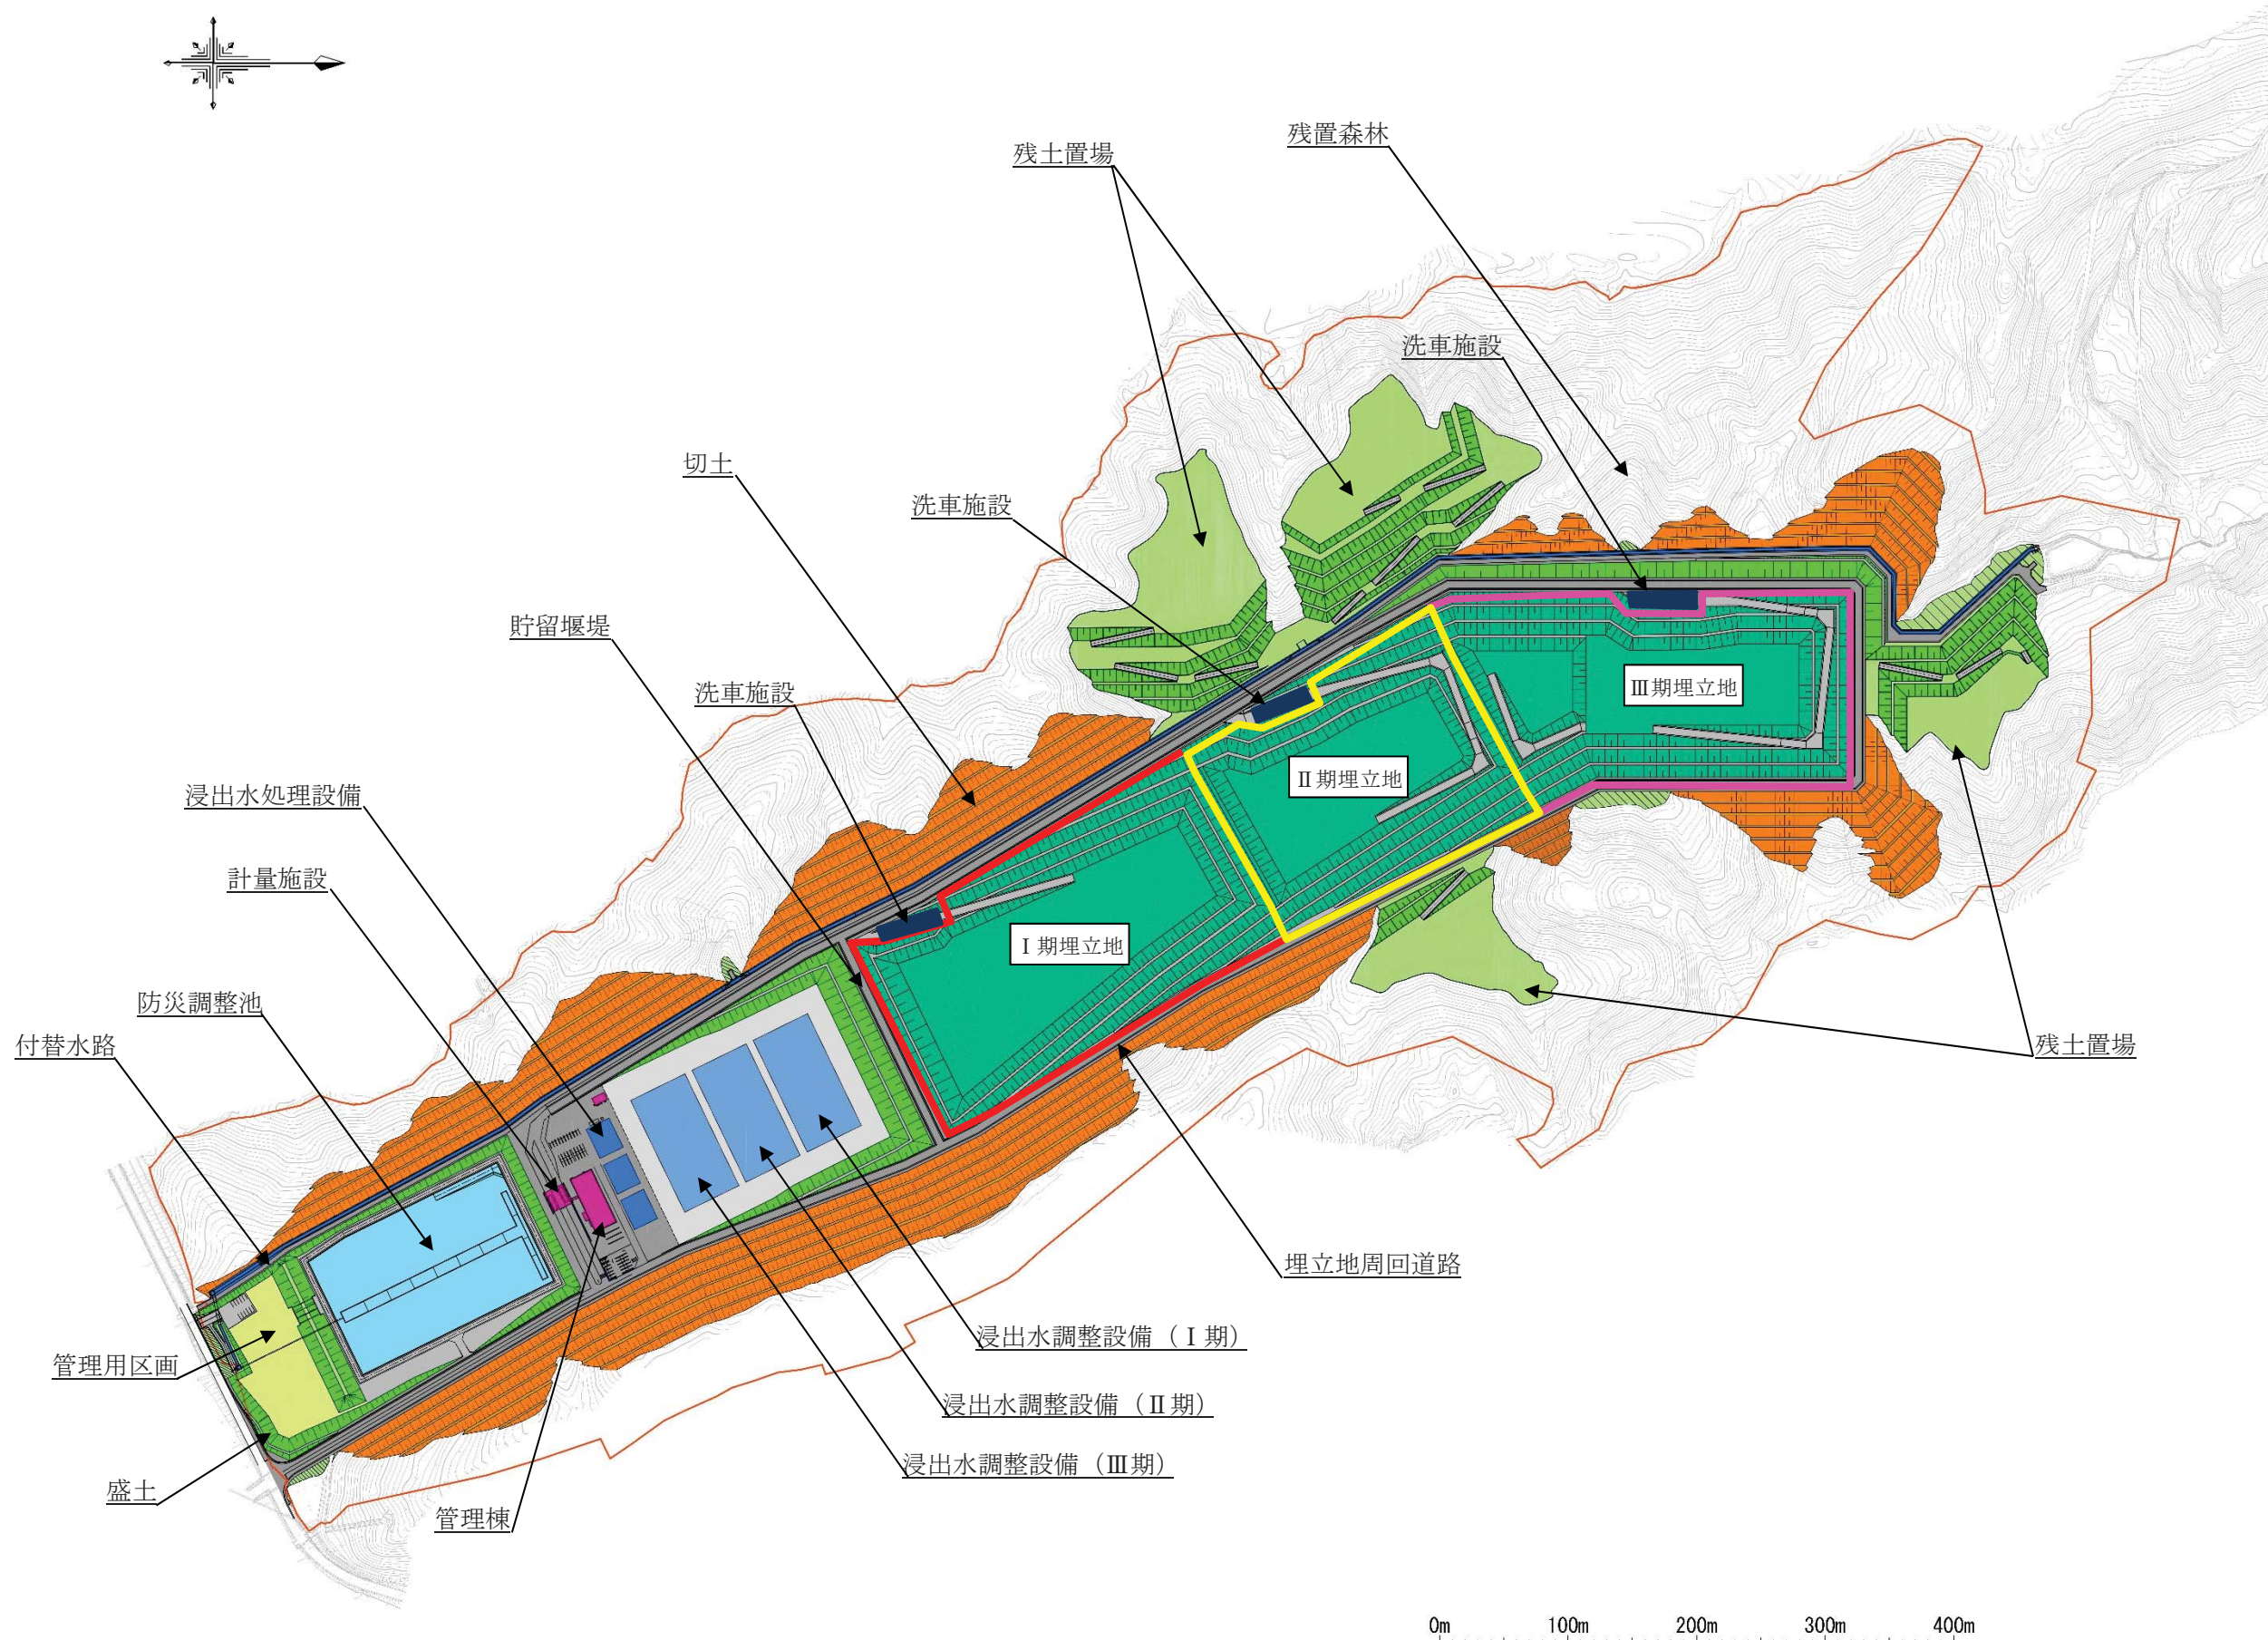 残置森林
残土置場
洗車施設
切土
洗車施設
貯留堰堤
洗車施設
Ⅲ期埋立地
Ⅱ期埋立地
浸出水処理設備
計量施設
Ⅰ期埋立地
防災調整池
付替水路
残土置場
埋立地周回道路
浸出水調整設備（Ⅰ期）
管理用区画
浸出水調整設備（Ⅱ期）
浸出水調整設備（Ⅲ期）
盛土
管理棟
0m 100m 200m 300m 400m